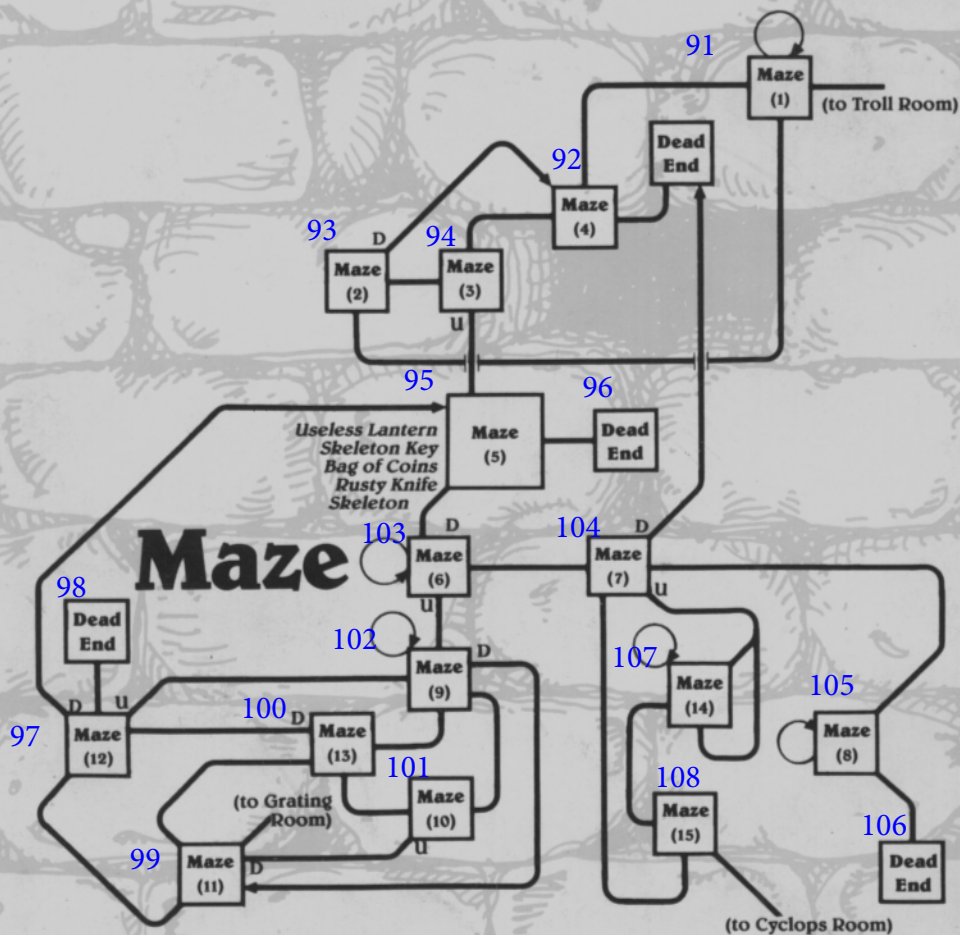 91
Maze
(1)
(to Troll Room)
Dead
End
92
Maze
(4)
93
D
94
Maze
(2)
Maze
(3)
U
95
96
Useless Lantern
Skeleton Key
Bag of Coins
Rusty Knife
Skeleton
Maze
(5)
Dead
End
Maze
103
D
104
D
Maze
(6)
Maze
(7)
U
U
98
Dead
End
102
D
107
Maze
(9)
Maze
(14)
105
Maze
(8)
D
U
97
100
D
Maze
(12)
Maze
(13)
101
Maze
(10)
U
108
Maze
(15)
(to Grating
Room)
106
Dead
End
99
Maze
(11)
D
(to Cyclops Room)